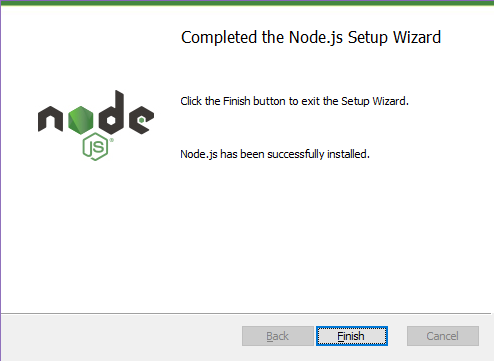 Completed the Node.js Setup Wizard
node
JS
Click the Finish button to exit the Setup Wizard.
Node.js has been successfully installed.
Back
Finish
Cancel